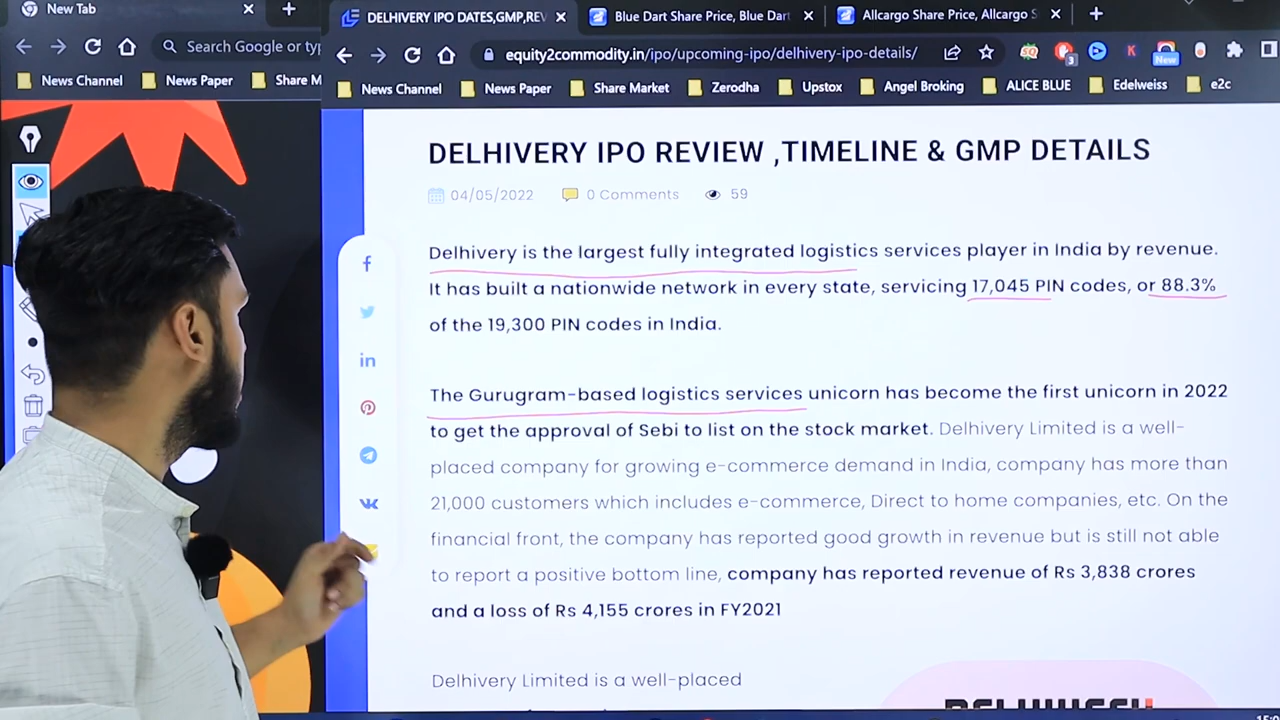 New Tab
DELHIVERY IPO DATES,GMP,REV
Blue Dart Share Price, Blue Dart
Allcargo Share Price, Allcargo S
Search Google or typ
equity2commodity.in/ipo/upcoming-ipo/delhivery-ipo-details/
SQ
3
K
New
News Channel
News Paper
Share M
News Channel
News Paper
Share Market
Zerodha
Upstox
Angel Broking
ALICE BLUE
Edelweiss
e2c
DELHIVERY IPO REVIEW ,TIMELINE & GMP DETAILS
04/05/2022
0 Comments
59
Delhivery is the largest fully integrated logistics services player in India by revenue.
It has built a nationwide network in every state, servicing 17,045 PIN codes, or 88.3%
of the 19,300 PIN codes in India.
The Gurugram-based logistics services unicorn has become the first unicorn in 2022
to get the approval of Sebi to list on the stock market. Delhivery Limited is a well-
placed company for growing e-commerce demand in India, company has more than
21,000 customers which includes e-commerce, Direct to home companies, etc. On the
financial front, the company has reported good growth in revenue but is still not able
to report a positive bottom line, company has reported revenue of Rs 3,838 crores
and a loss of Rs 4,155 crores in FY2021
Delhivery Limited is a well-placed